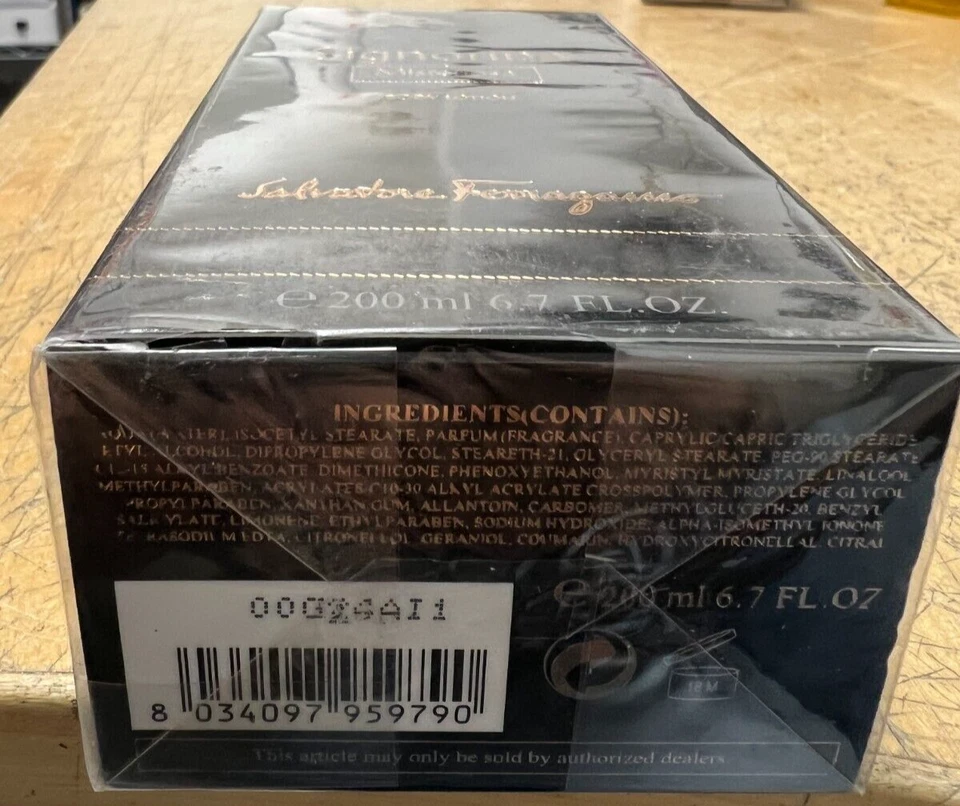 Salvatore Ferragamo
e 200 ml 6.7 FL.OZ.
INGREDIENTS(CONTAINS):
ISOCETYL STEARATE, PARFUM (FRAGRANCE), CAPRYLIC/CAPRIC TRIGLYCERIDE
ALCOHOL, DIPROPYLENE GLYCOL, STEARETH-21, GLYCERYL STEARATE, PEG-90 STEARATE
ALKYL BENZOATE, DIMETHICONE, PHENOXYETHANOL, MYRISTYL MYRISTATE, LINALOOL
METHYLPARABEN, ACRYLATES/C10-30 ALKYL ACRYLATE CROSSPOLYMER, PROPYLENE GLYCOL
PROPYLPARABEN, XANTHAN GUM, ALLANTOIN, CARBOMER, METHYLGLUCETH-20, BENZYL
SALICYLATE, LIMONENE, ETHYLPARABEN, SODIUM HYDROXIDE, ALPHA-ISOMETHYL IONONE
CITRONELLOL, GERANIOL, COUMARIN, HYDROXYCITRONELLAL, CITRAL
e 200 ml 6.7 FL.OZ
18 M
8 034097 959790
This article may only be sold by authorized dealers